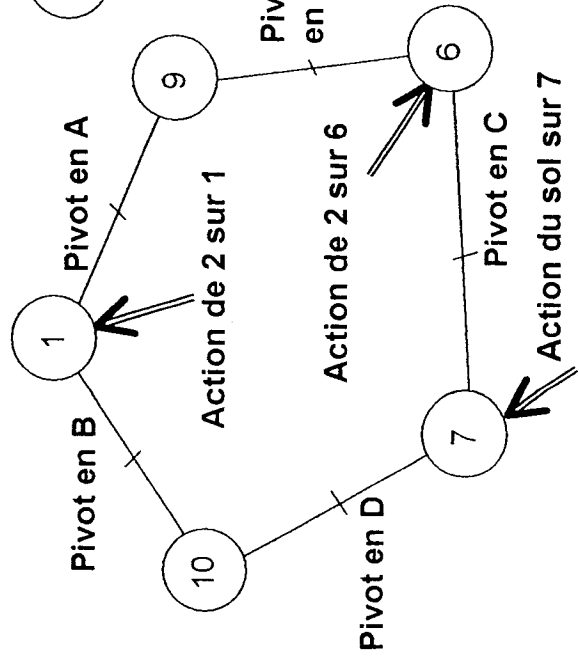 1
9
6
7
10
Pivot en A
Pivot en B
Pivot en C
Pivot en D
en
Action de 2 sur 1
Action de 2 sur 6
Action du sol sur 7